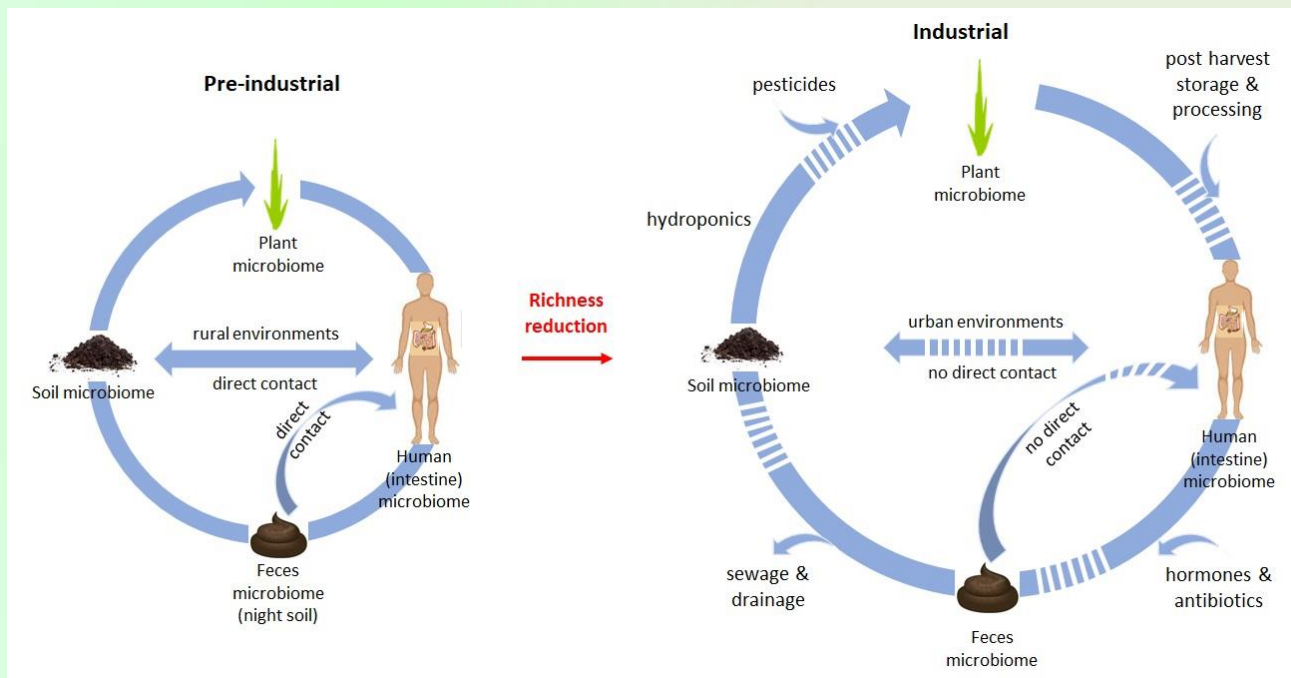 Pre-industrial
Plant
microbiome
rural environments
direct contact
Soil microbiome
direct
contact
Human
(intestine)
microbiome
Feces
microbiome
(night soil)
Richness
reduction
Industrial
pesticides
post harvest
storage &
processing
Plant
microbiome
hydroponics
urban environments
no direct contact
Soil microbiome
no direct
contact
Human
(intestine)
microbiome
sewage &
drainage
hormones &
antibiotics
Feces
microbiome